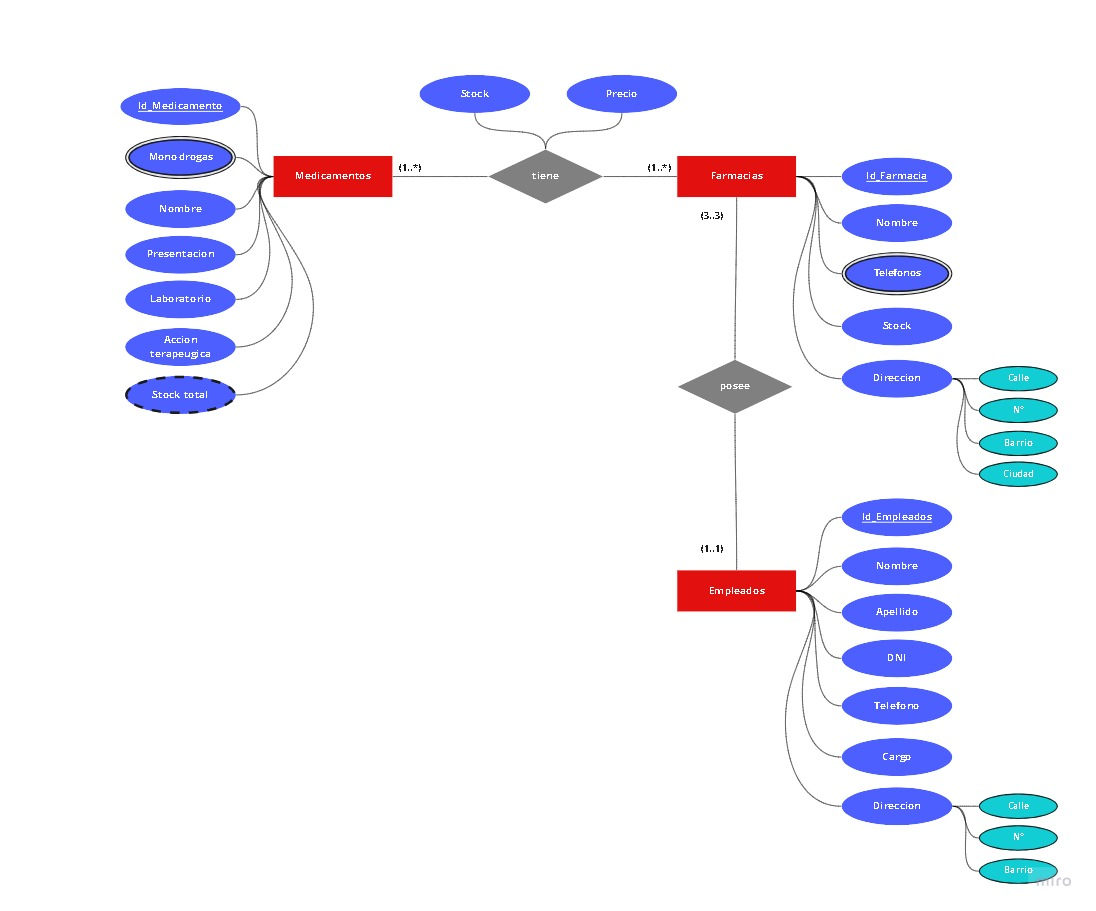 Stock
Precio
Id_Medicamento
Monodrogas
Nombre
Presentacion
Laboratorio
Accion
terapeugica
Stock total
Medicamentos
(1..*)
tiene
(1..*)
Farmacias
(3..3)
Id_Farmacia
Nombre
Telefonos
Stock
Direccion
Calle
N°
Barrio
Ciudad
posee
(1..1)
Empleados
Id_Empleados
Nombre
Apellido
DNI
Telefono
Cargo
Direccion
Calle
N°
Barrio
miro